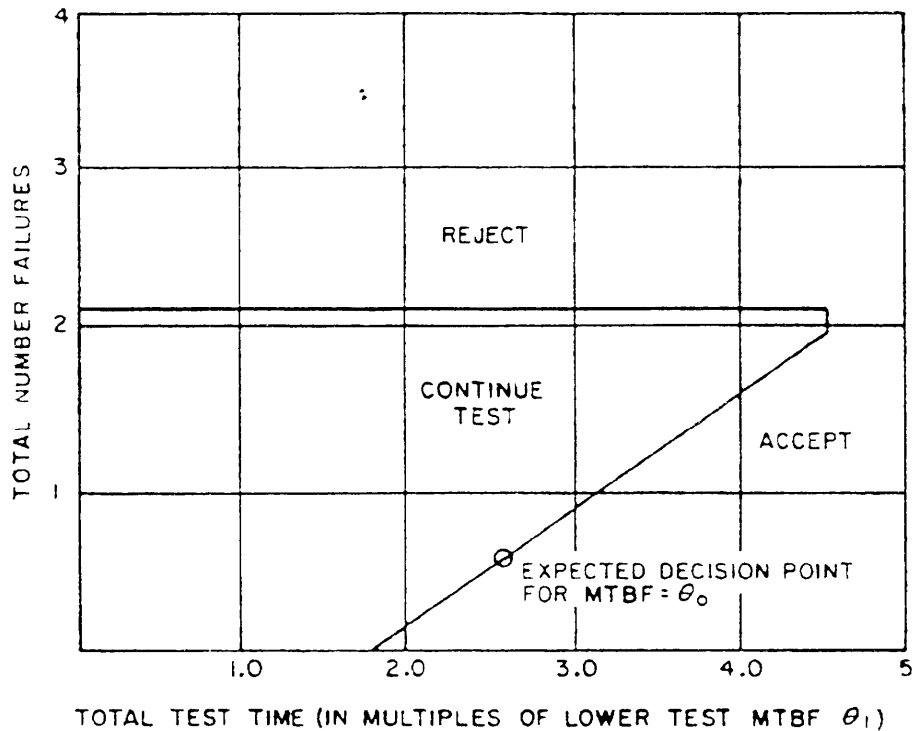 4
3
2
1
TOTAL NUMBER FAILURES
REJECT
CONTINUE
TEST
ACCEPT
EXPECTED DECISION POINT
FOR MTBF = θ₀
1.0 2.0 3.0 4.0 5
TOTAL TEST TIME (IN MULTIPLES OF LOWER TEST MTBF θ₁)